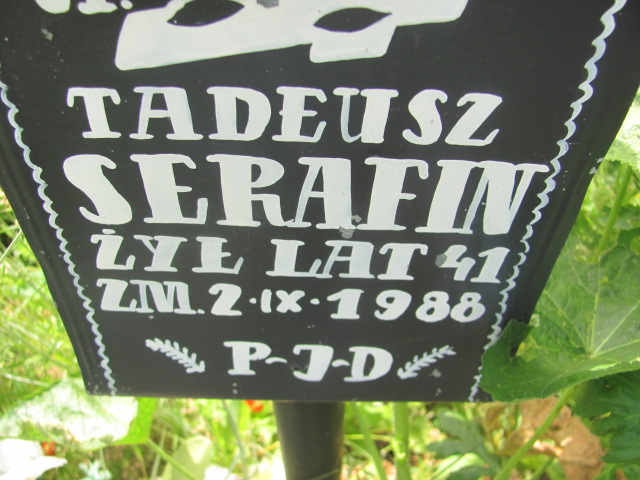 TADEUSZ
SERAFIN
ŻYŁ LAT 41
ZM. 2·IX·1988
P-J-D